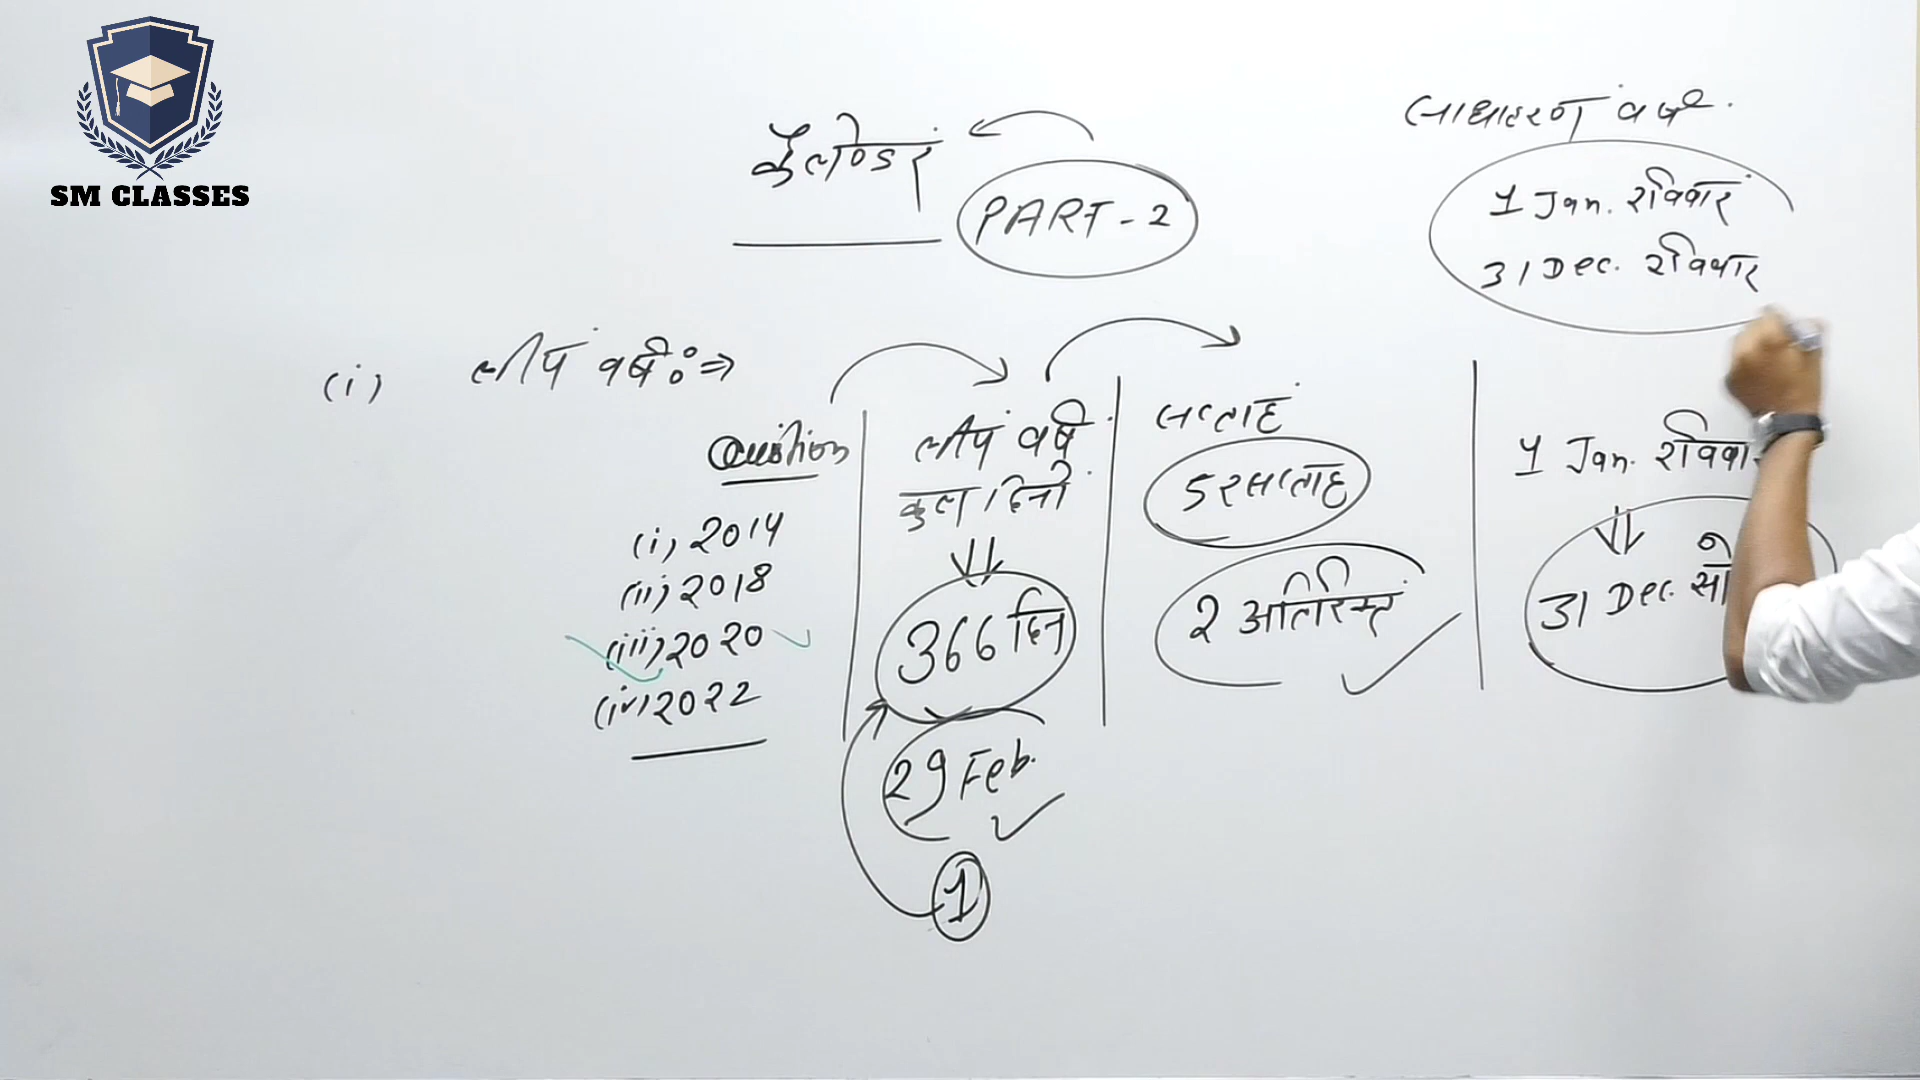 SM CLASSES
कैलेण्डर
PART-2
साधारण वर्ष
1 Jan. रविवार
31 Dec. रविवार
(i) लीप वर्ष :⇒
Question
(i) 2014
(ii) 2018
(iii) 2020
(iv) 2022
लीप वर्ष
कुल दिनों
366 दिन
29 Feb.
1
सप्ताह
52 सप्ताह
2 अतिरिक्त
1 Jan. रविवार
31 Dec.